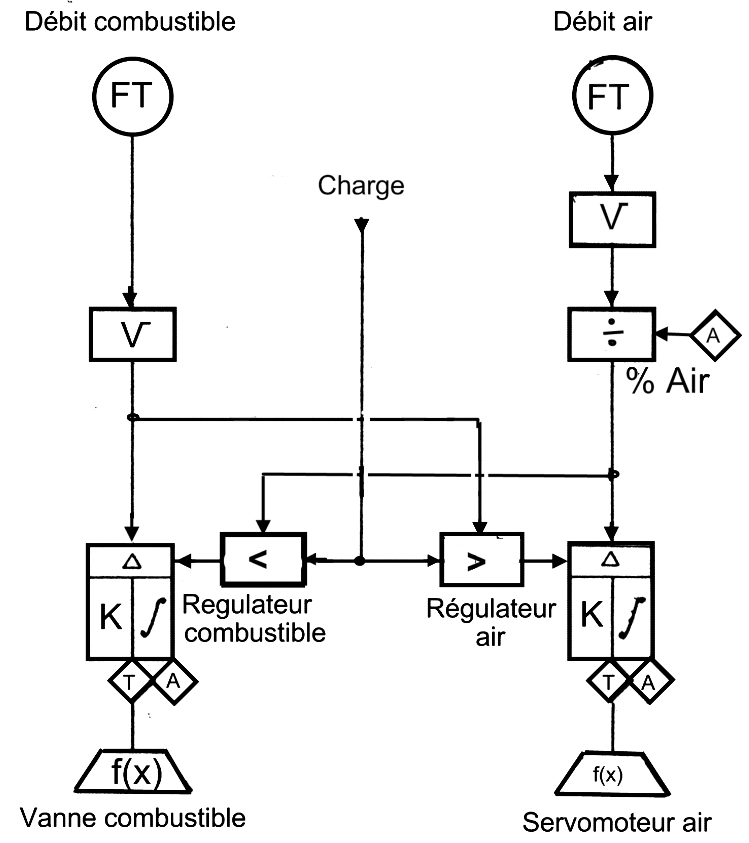 Débit combustible
Débit air
FT
FT
Charge
√
√
÷
A
% Air
Δ
<
>
Δ
K ∫
Regulateur
combustible
Régulateur
air
K ∫
T
A
T
A
f(x)
f(x)
Vanne combustible
Servomoteur air